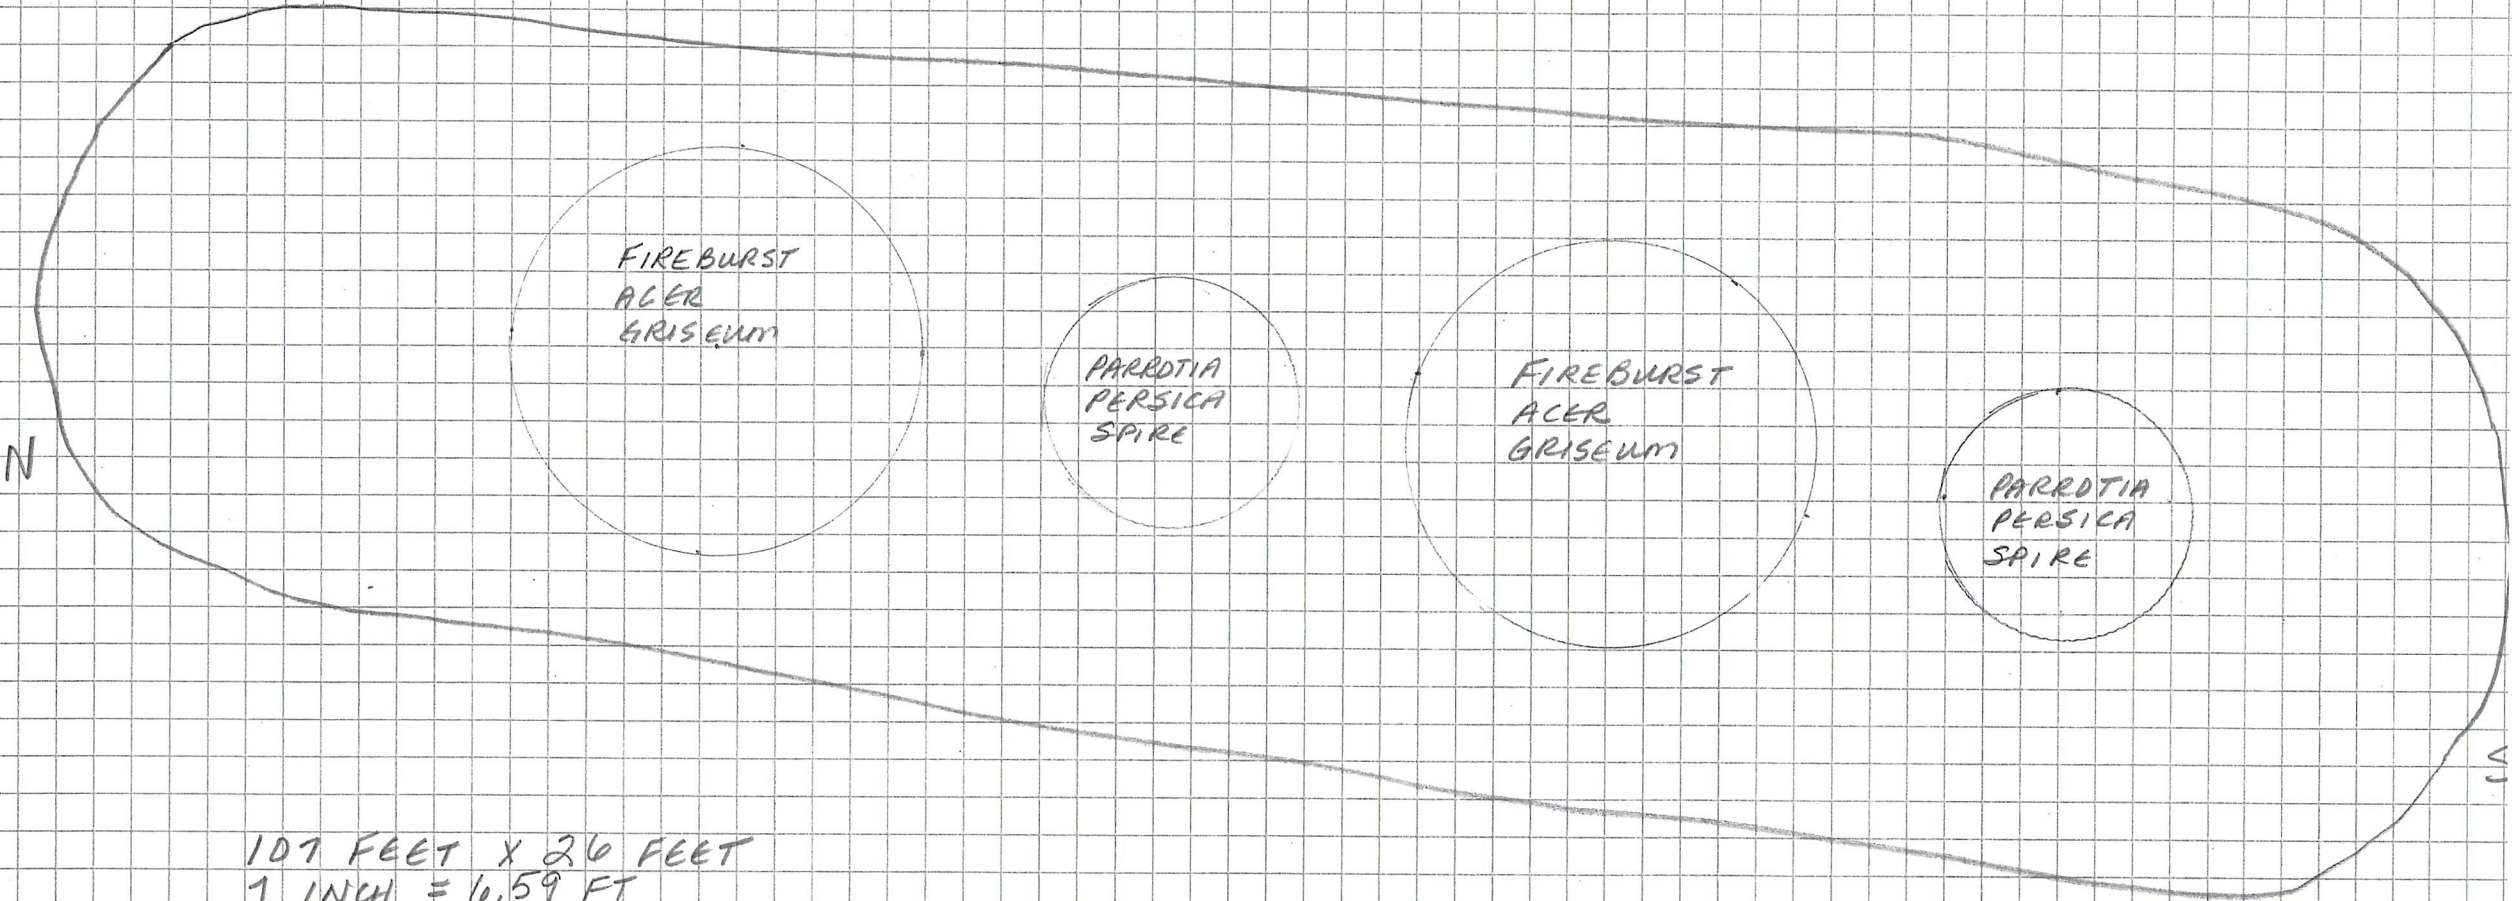 FIREBURST
ACER
GRISEUM
PARROTIA
PERSICA
SPIRE
FIREBURST
ACER
GRISEUM
PARROTIA
PERSICA
SPIRE
N
S
107 FEET X 26 FEET
1 INCH = 6.59 FT